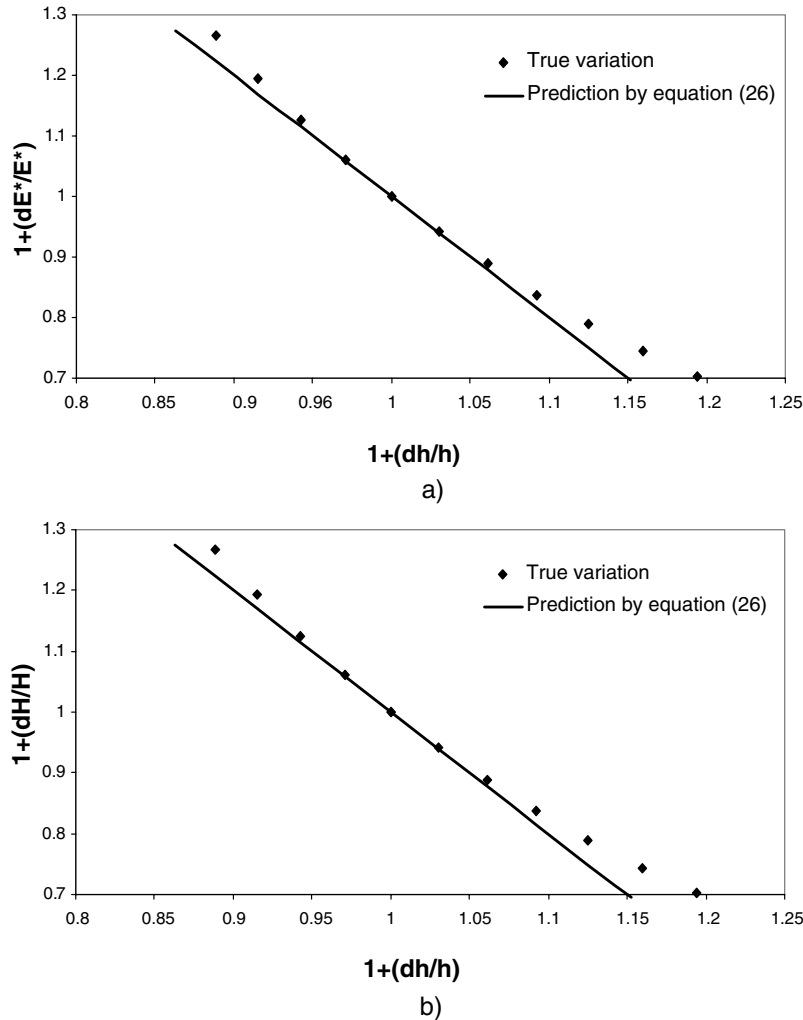 1.3
1.2
1.1
1
0.9
0.8
0.7
1+(dE*/E*)
True variation
Prediction by equation (26)
0.8 0.85 0.9 0.96 1 1.05 1.1 1.15 1.2 1.25
1+(dh/h)
a)
1.3
1.2
1.1
1
0.9
0.8
0.7
1+(dH/H)
True variation
Prediction by equation (26)
0.8 0.85 0.9 0.95 1 1.05 1.1 1.15 1.2 1.25
1+(dh/h)
b)